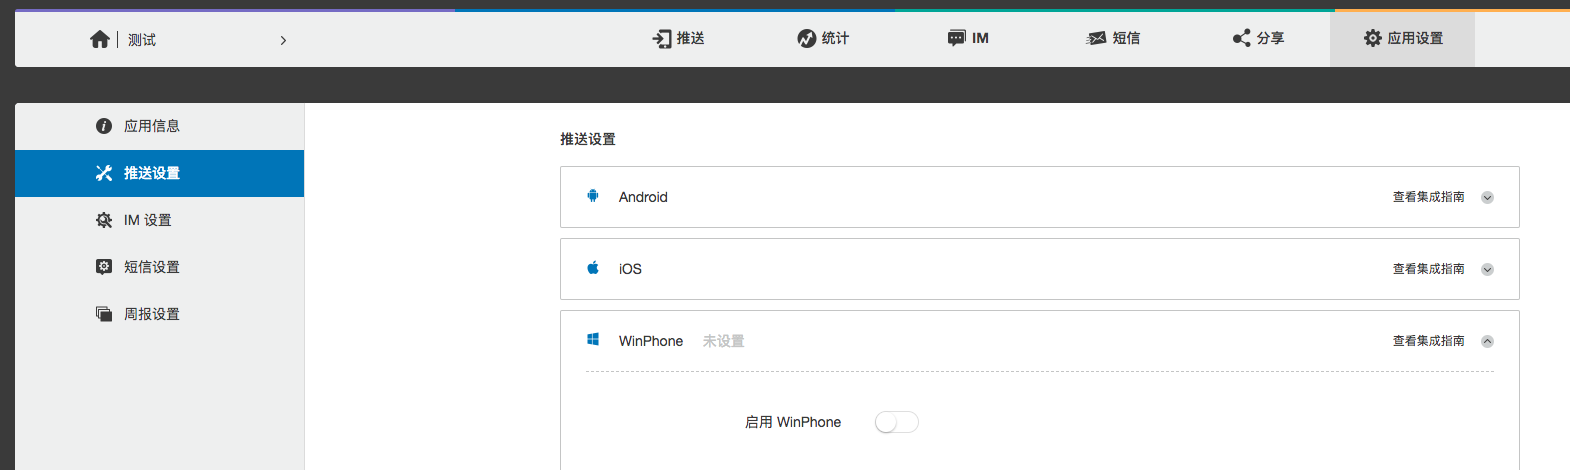 测试
推送
统计
IM
短信
分享
应用设置
应用信息
推送设置
IM 设置
短信设置
周报设置
推送设置
Android 查看集成指南
iOS 查看集成指南
WinPhone 未设置 查看集成指南
启用 WinPhone